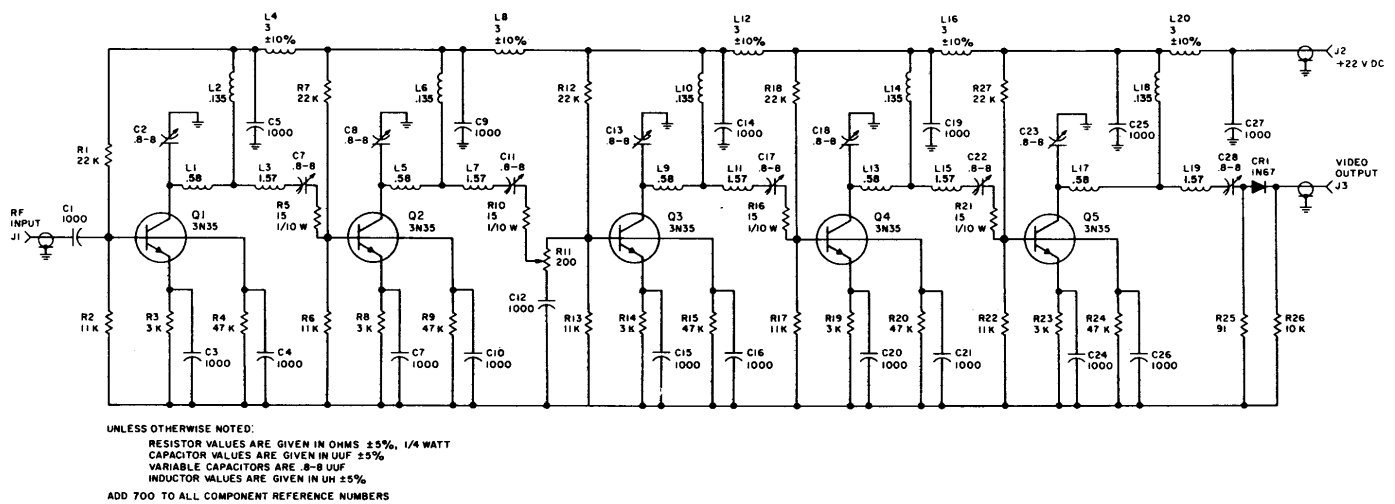 L4
3
±10%
L8
3
±10%
L12
3
±10%
L16
3
±10%
L20
3
±10%
J2
+22 V DC
L2
.135
R7
22 K
L6
.135
R12
22 K
L10
.135
R18
22 K
L14
.135
R27
22 K
L18
.135
C2
.8-8
C5
1000
C8
.8-8
C9
1000
C13
.8-8
C14
1000
C18
.8-8
C19
1000
C23
.8-8
C25
1000
C27
1000
R1
22 K
L1
.58
L3
1.57
C7
.8-8
L5
.58
L7
1.57
C11
.8-8
L9
.58
L11
1.57
C17
.8-8
L13
.58
L15
1.57
C22
.8-8
L17
.58
L19
1.57
C28
.8-8
CR1
1N67
VIDEO
OUTPUT
J3
RF
INPUT
J1
C1
1000
Q1
3N35
R5
15
1/10 W
Q2
3N35
R10
15
1/10 W
R11
200
Q3
3N35
R16
15
1/10 W
Q4
3N35
R21
15
1/10 W
Q5
3N35
C12
1000
R2
11 K
R3
3 K
R4
47 K
R6
11 K
R8
3 K
R9
47 K
R13
11 K
R14
3 K
R15
47 K
R17
11 K
R19
3 K
R20
47 K
R22
11 K
R23
3 K
R24
47 K
R25
91
R26
10 K
C3
1000
C4
1000
C7
1000
C10
1000
C15
1000
C16
1000
C20
1000
C21
1000
C24
1000
C26
1000
UNLESS OTHERWISE NOTED:
RESISTOR VALUES ARE GIVEN IN OHMS ±5%, 1/4 WATT
CAPACITOR VALUES ARE GIVEN IN UUF ±5%
VARIABLE CAPACITORS ARE .8-8 UUF
INDUCTOR VALUES ARE GIVEN IN UH ±5%
ADD 700 TO ALL COMPONENT REFERENCE NUMBERS